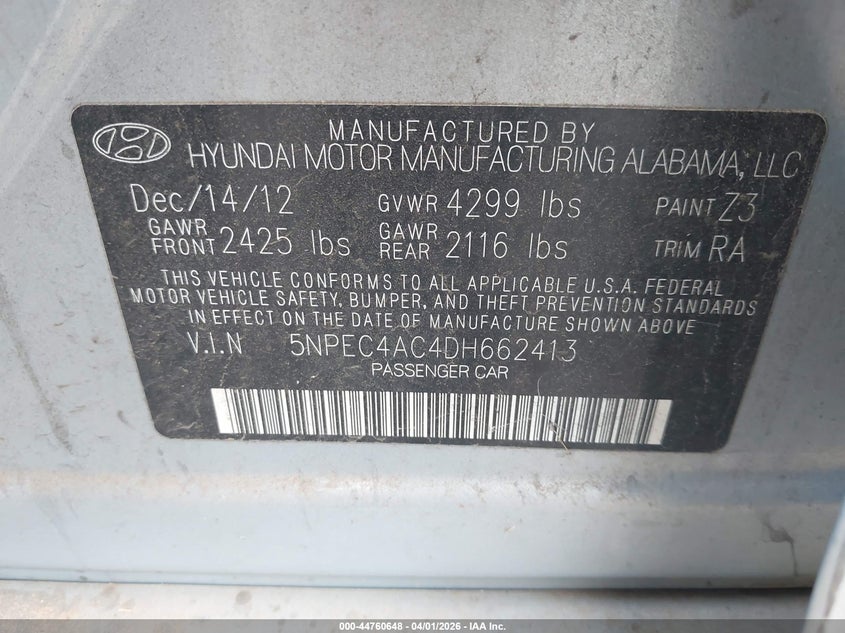 MANUFACTURED BY
HYUNDAI MOTOR MANUFACTURING ALABAMA, LLC
Dec/14/12 GVWR 4299 lbs PAINT Z3
GAWR FRONT 2425 lbs GAWR REAR 2116 lbs TRIM RA
THIS VEHICLE CONFORMS TO ALL APPLICABLE U.S.A. FEDERAL
MOTOR VEHICLE SAFETY, BUMPER, AND THEFT PREVENTION STANDARDS
IN EFFECT ON THE DATE OF MANUFACTURE SHOWN ABOVE
V.I.N 5NPEC4AC4DH662413
PASSENGER CAR
000-44760648 - 04/01/2026 - IAA Inc.